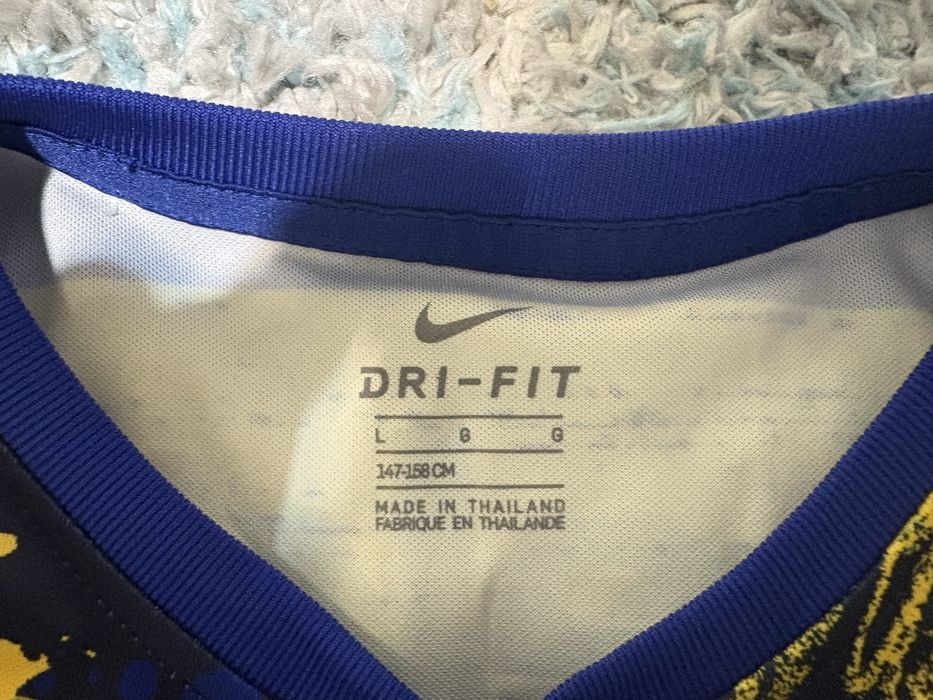 DRI-FIT
L G G
147-158 CM
MADE IN THAILAND
FABRIQUE EN THAILANDE